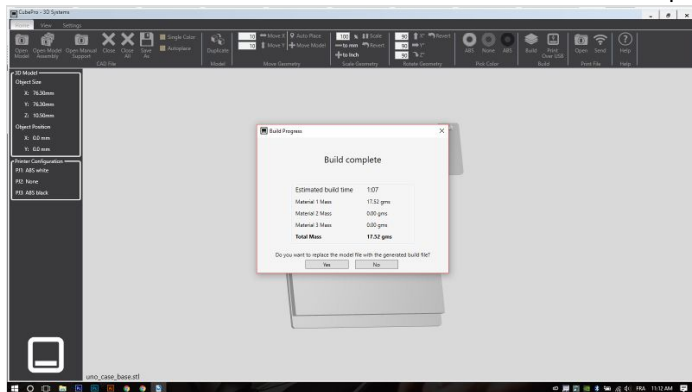 CubePro - 3D Systems
Home View Settings
Open Model
Open Model Assembly
Open Manual Support
Close
Close All
Save As
Single Color
Autoplace
CAD File
Duplicate
Model
10 Move X Auto Place
10 Move Y Move Model
Move Geometry
100 % Scale
to mm Revert
to Inch
Scale Geometry
90 X° Revert
90 Y°
90 Z°
Rotate Geometry
ABS None ABS
Pick Color
Build Print Over USB
Build
Open Send
Print File
Help
Help
3D Model
Object Size
X: 76.30mm
Y: 76.30mm
Z: 10.50mm
Object Position
X: 0.0 mm
Y: 0.0 mm
Printer Configuration
PJ1: ABS white
PJ2: None
PJ3: ABS black
Build Progress
Build complete
Estimated build time 1:07
Material 1 Mass 17.52 gms
Material 2 Mass 0.00 gms
Material 3 Mass 0.00 gms
Total Mass 17.52 gms
Do you want to replace the model file with the generated build file?
Yes No
uno_case_base.stl
FRA 11:12 AM